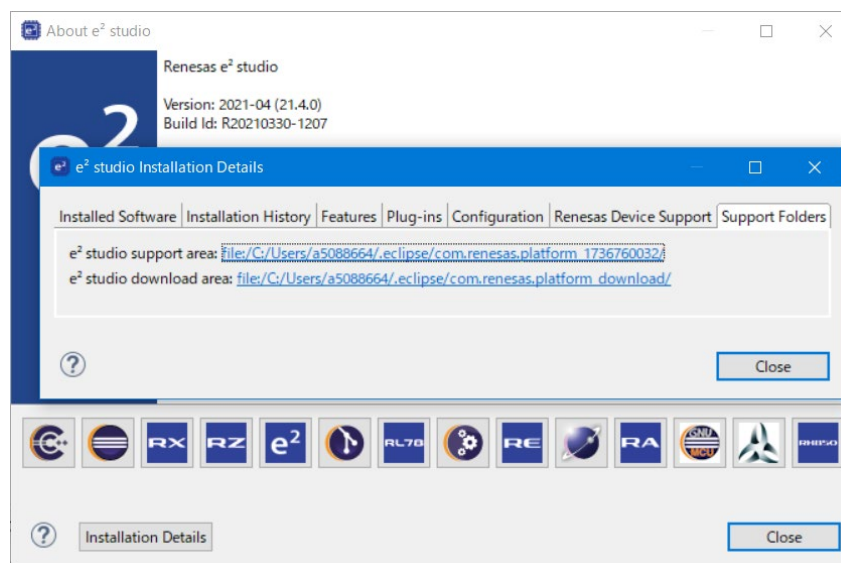 About e² studio
Renesas e² studio
Version: 2021-04 (21.4.0)
Build Id: R20210330-1207
e² studio Installation Details
Installed Software Installation History Features Plug-ins Configuration Renesas Device Support Support Folders
e² studio support area: file:/C:/Users/a5088664/.eclipse/com.renesas.platform_1736760032/
e² studio download area: file:/C:/Users/a5088664/.eclipse/com.renesas.platform_download/
? Close
RX RZ e² RL78 RE RA GNU MCU
? Installation Details Close